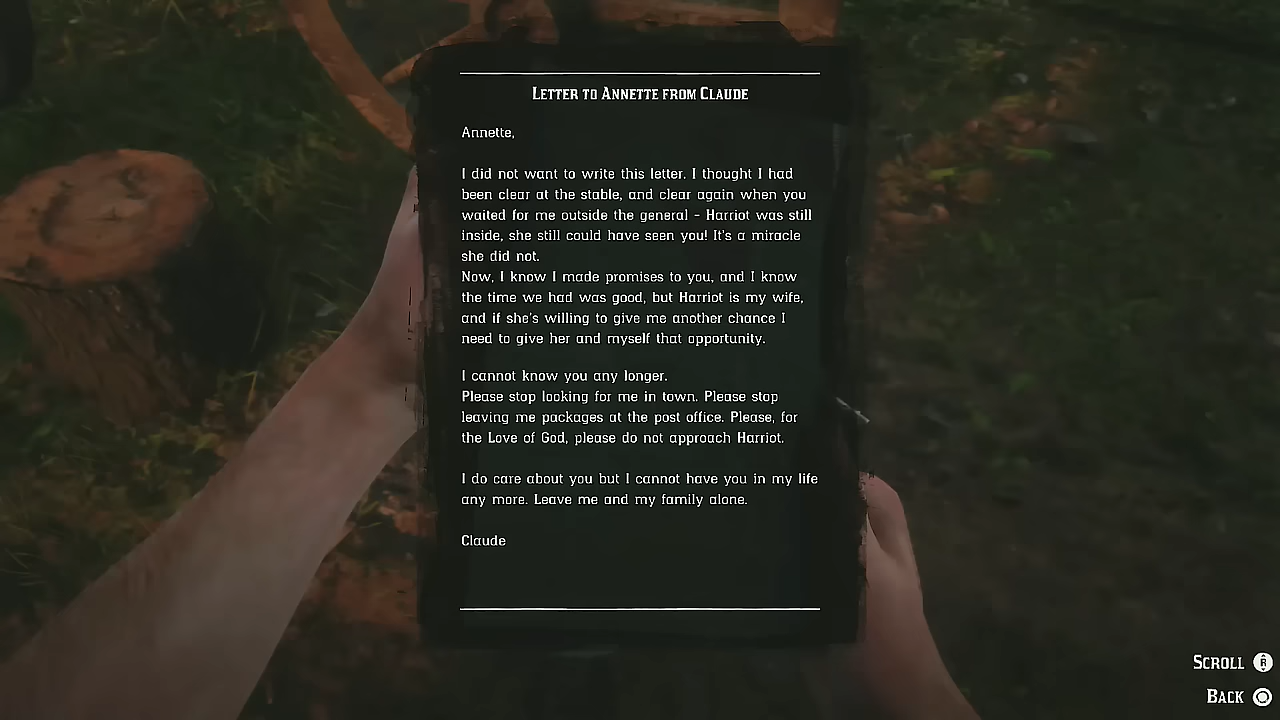 Letter to Annette from Claude
Annette,
I did not want to write this letter. I thought I had
been clear at the stable, and clear again when you
waited for me outside the general - Harriot was still
inside, she still could have seen you! It's a miracle
she did not.
Now, I know I made promises to you, and I know
the time we had was good, but Harriot is my wife,
and if she's willing to give me another chance I
need to give her and myself that opportunity.
I cannot know you any longer.
Please stop looking for me in town. Please stop
leaving me packages at the post office. Please, for
the Love of God, please do not approach Harriot.
I do care about you but I cannot have you in my life
any more. Leave me and my family alone.
Claude
Scroll R
Back